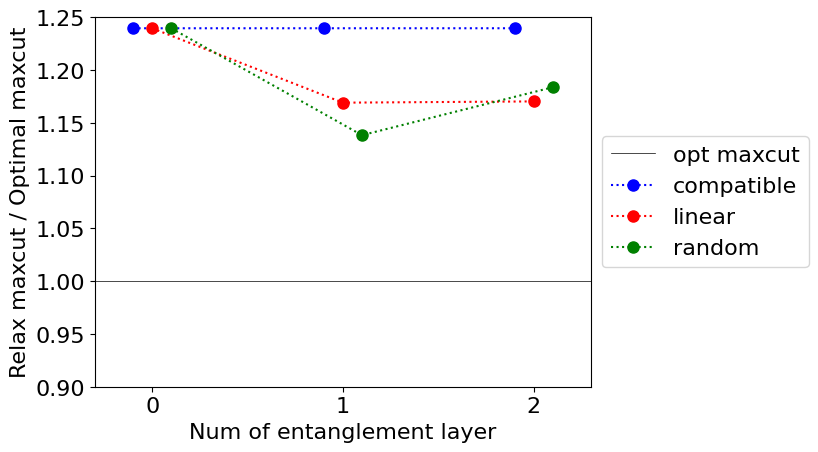 Relax maxcut / Optimal maxcut
1.25
1.20
1.15
1.10
1.05
1.00
0.95
0.90
0 1 2
Num of entanglement layer
opt maxcut
compatible
linear
random